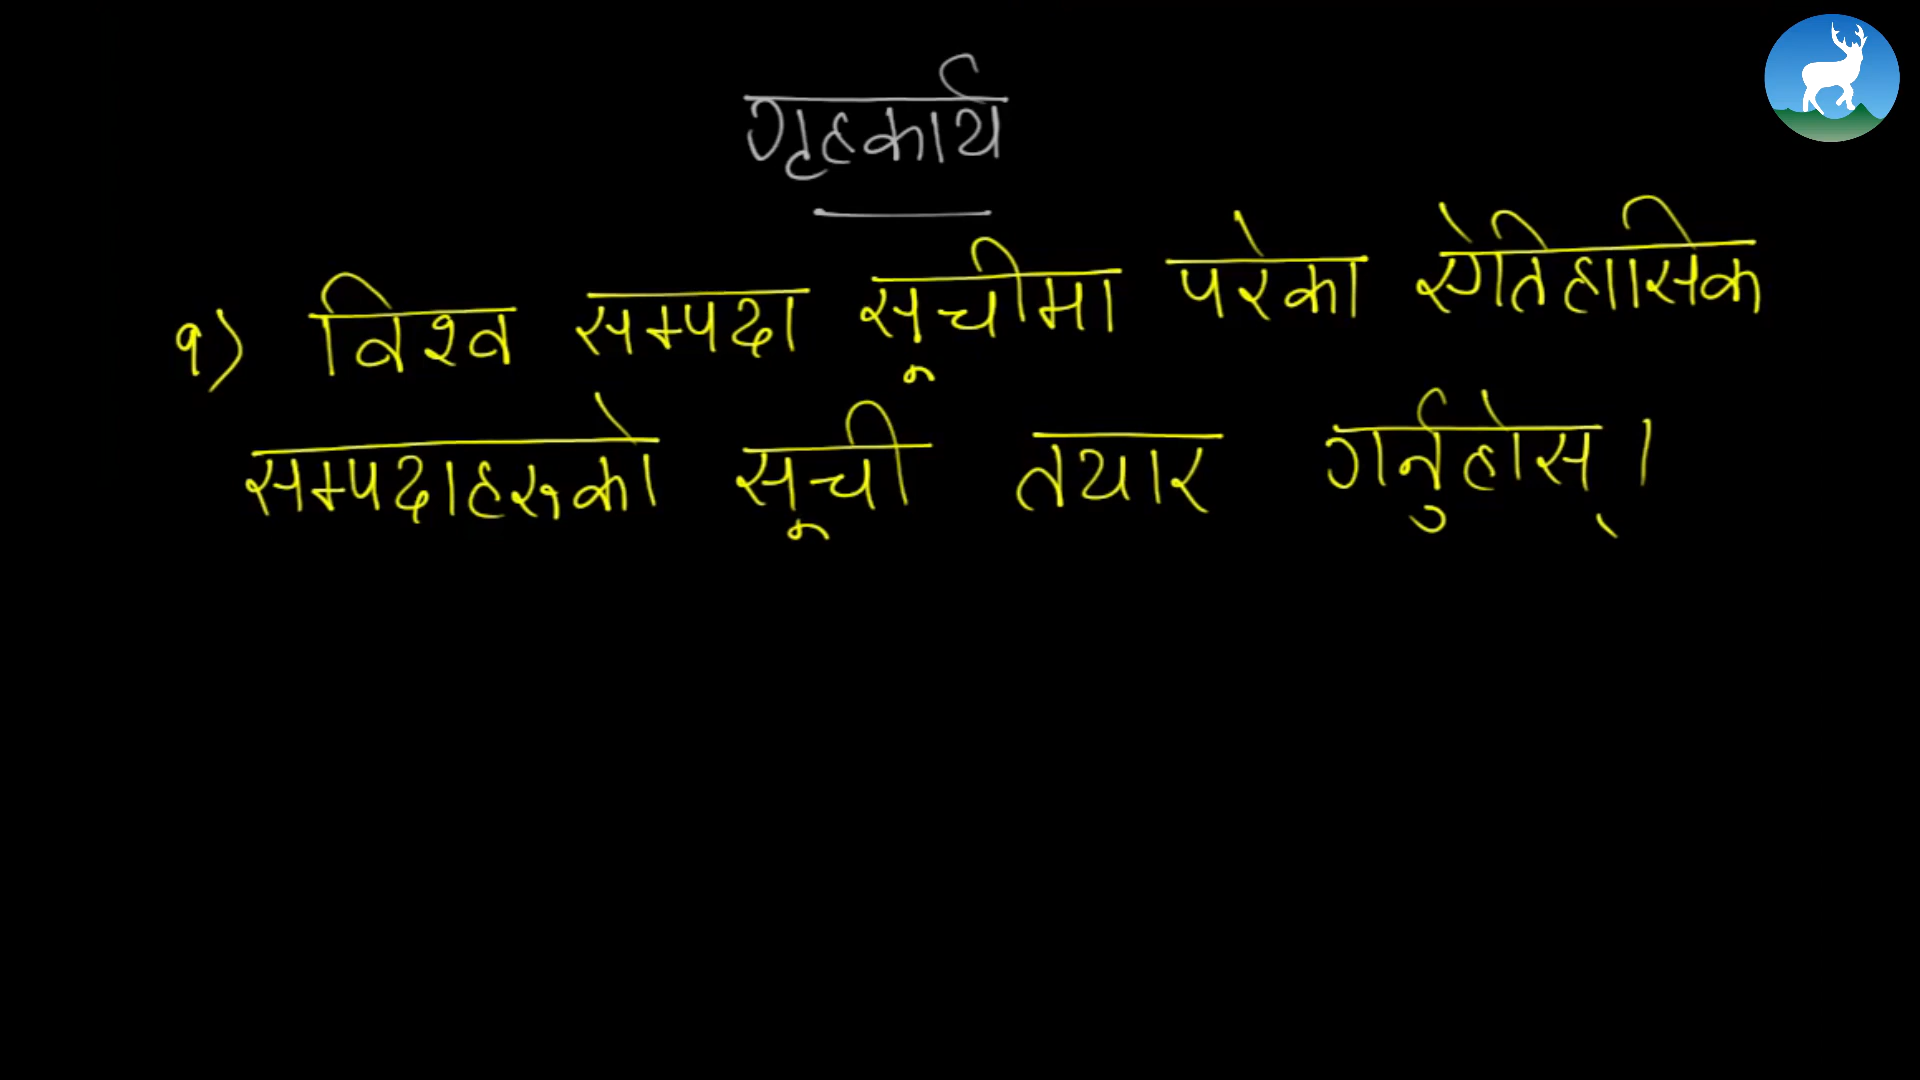 गृहकार्य
१) विश्व सम्पदा सूचीमा परेका ऐतिहासिक
सम्पदाहरुको सूची तयार गर्नुहोस् ।